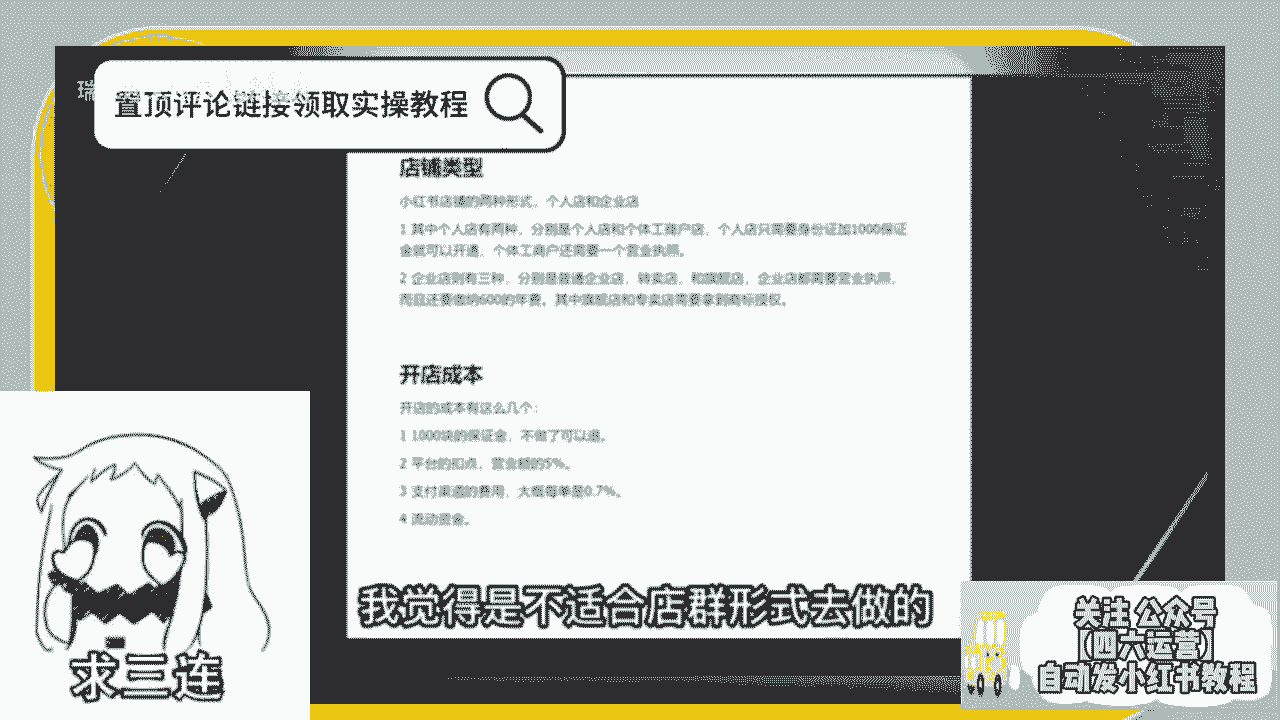 瑞
置顶评论链接领取实操教程
店铺类型
小红书店铺的两种形式，个人店和企业店
1 其中个人店有两种，分别是个人店和个体工商户店，个人店只需要身份证加1000保证
金就可以开通，个体工商户还需要一个营业执照。
2 企业店则有三种，分别是普通企业店，专卖店，和旗舰店，企业店都需要营业执照，
而且还要缴纳600的年费。其中旗舰店和专卖店需要拿到商标授权。
开店成本
开店的成本有这么几个：
1 1000块的保证金，不做了可以退。
2 平台的扣点，营业额的5%。
3 支付渠道的费用，大概每单是0.7%。
4 流动资金。
我觉得是不适合店群形式去做的
求三连
关注 公众号
【四六运营】
自动发小红书教程